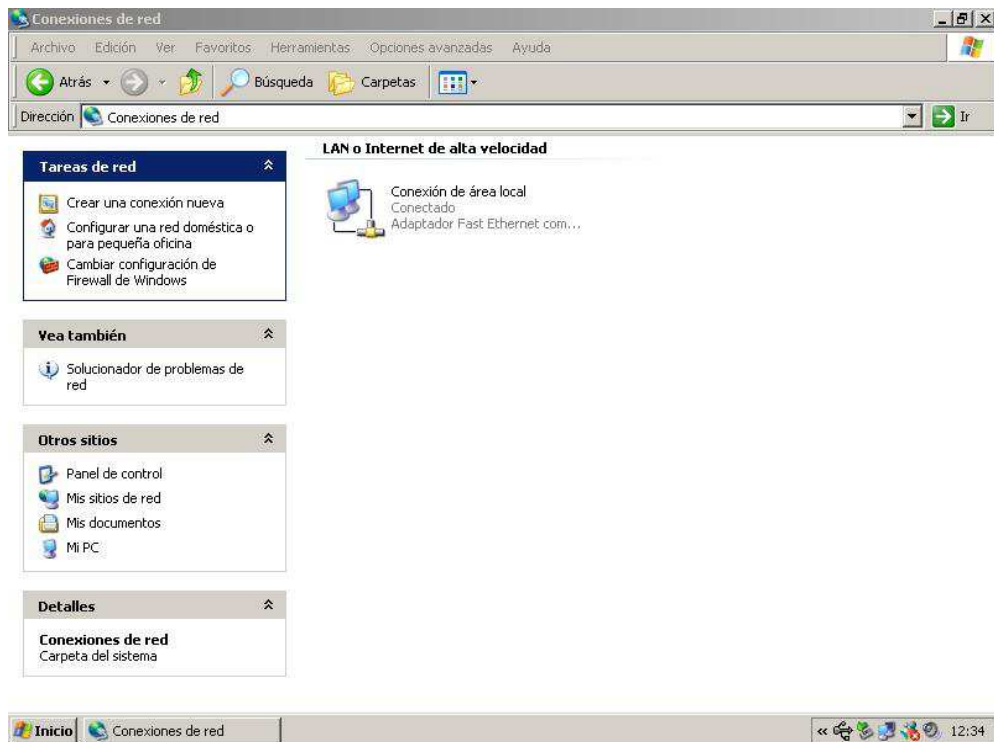 Conexiones de red
Archivo Edición Ver Favoritos Herramientas Opciones avanzadas Ayuda
Atrás Búsqueda Carpetas
Dirección Conexiones de red Ir
Tareas de red
Crear una conexión nueva
Configurar una red doméstica o
para pequeña oficina
Cambiar configuración de
Firewall de Windows
Vea también
Solucionador de problemas de
red
Otros sitios
Panel de control
Mis sitios de red
Mis documentos
Mi PC
Detalles
Conexiones de red
Carpeta del sistema
LAN o Internet de alta velocidad
Conexión de área local
Conectado
Adaptador Fast Ethernet com...
Inicio Conexiones de red 12:34